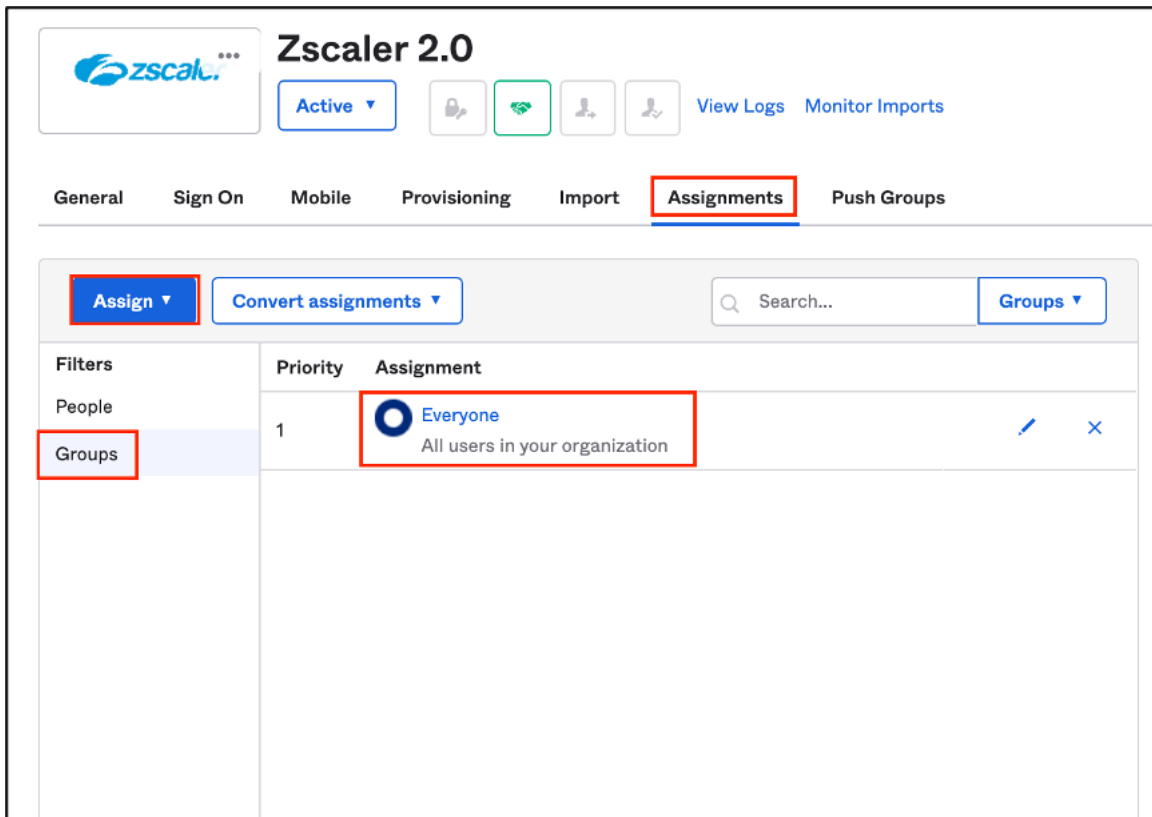 zscaler
Zscaler 2.0
Active
View Logs Monitor Imports
General Sign On Mobile Provisioning Import Assignments Push Groups
Assign Convert assignments Search... Groups
Filters Priority Assignment
People
Groups
1 Everyone
All users in your organization